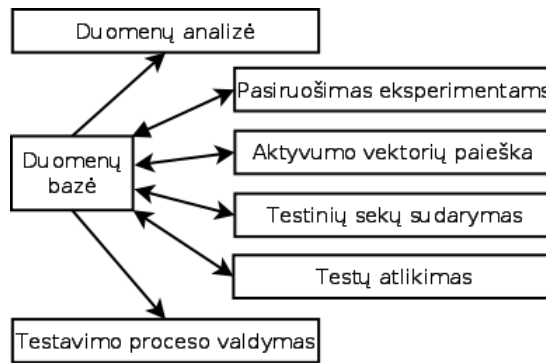 Duomenų analizė
Pasiruošimas eksperimentams
Duomenų
bazė
Aktyvumo vektorių paieška
Testinių sekų sudarymas
Testų atlikimas
Testavimo proceso valdymas